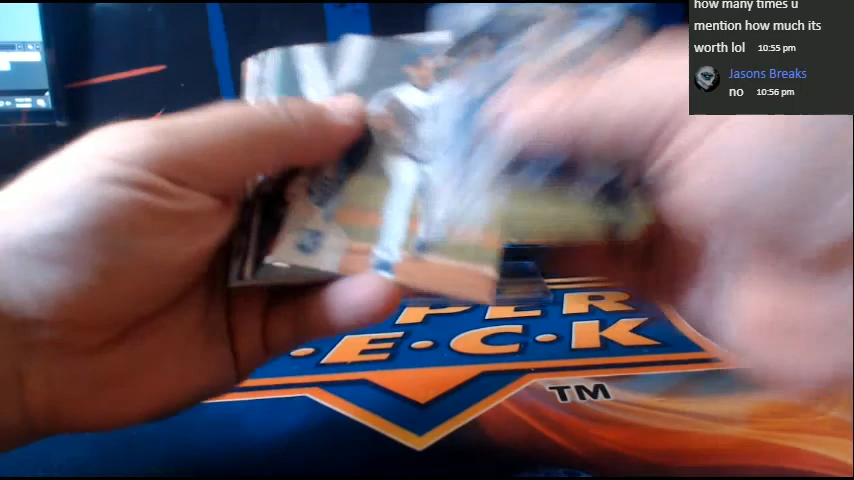 how many times u
mention how much its
worth lol 10:55 pm
Jasons Breaks
no 10:56 pm
PER
D.E.C.K
TM